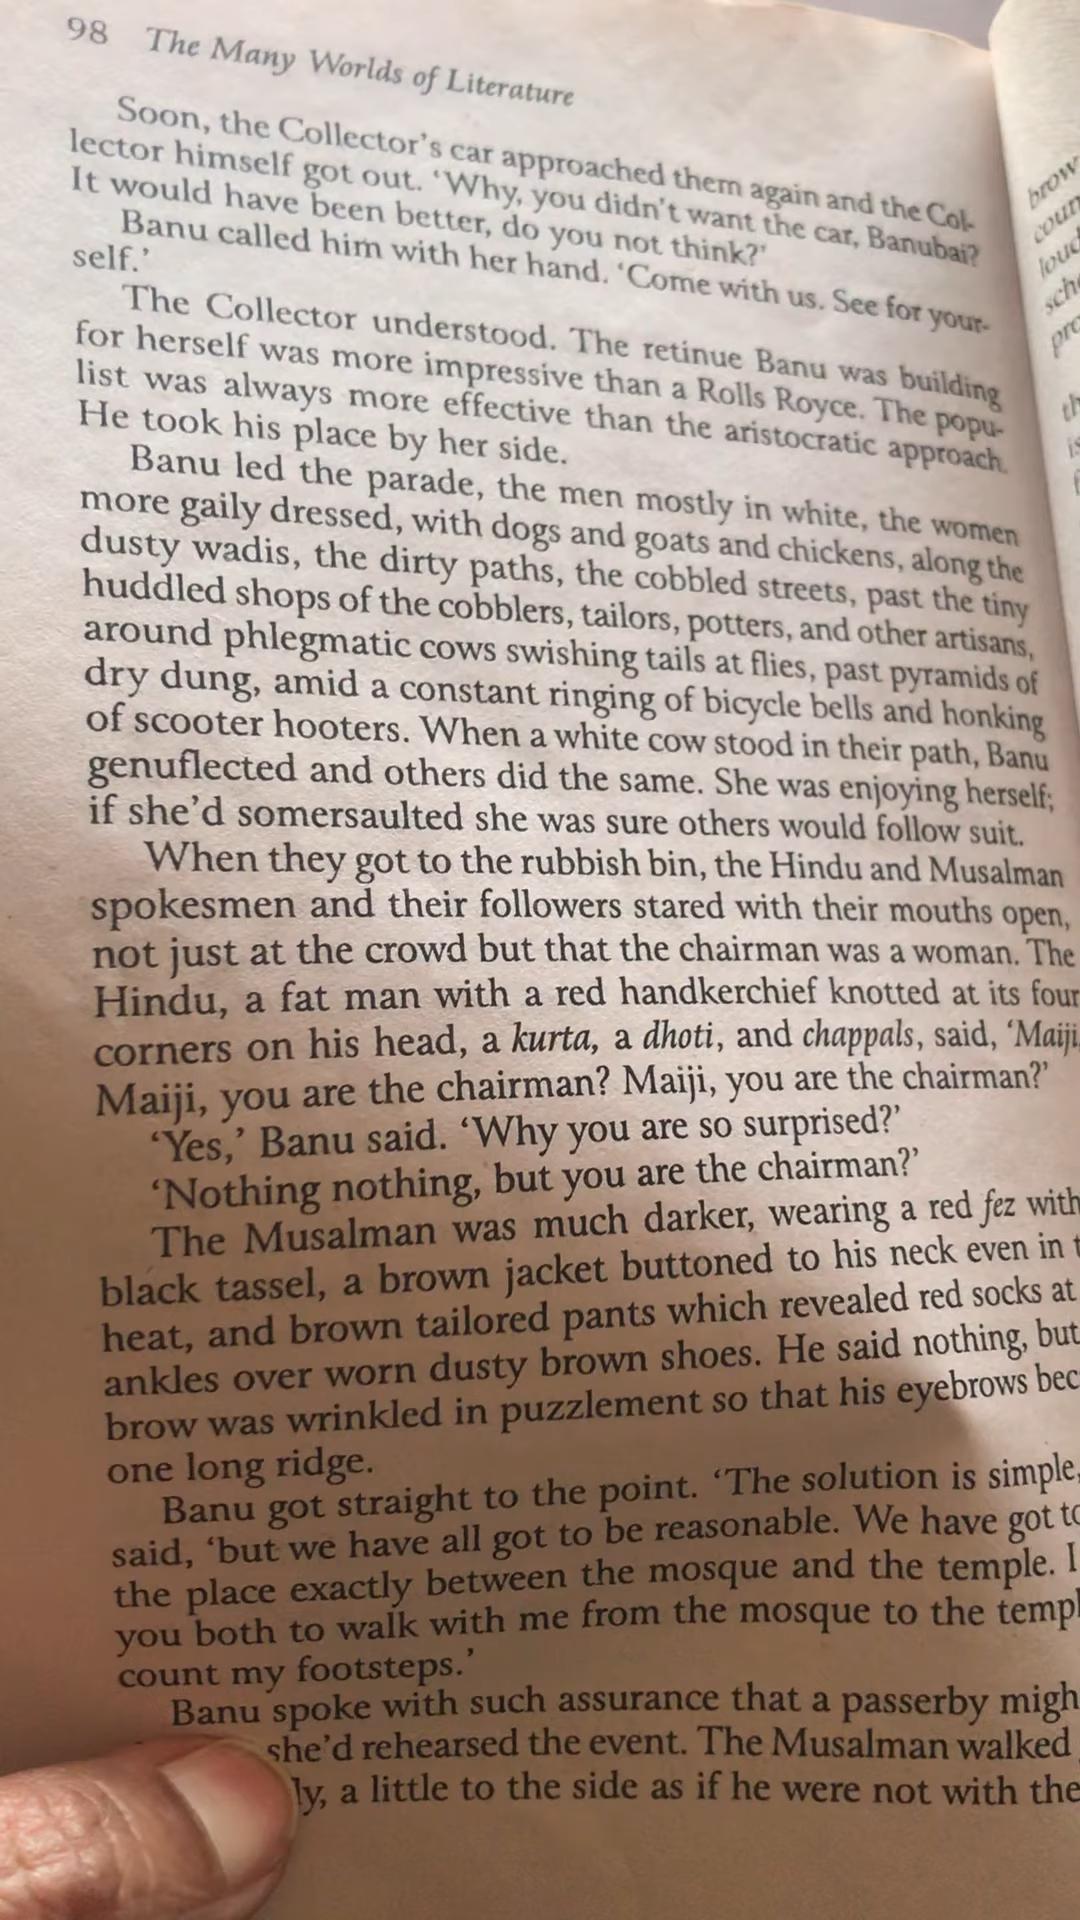 98 The Many Worlds of Literature
Soon, the Collector's car approached them again and the Col-
lector himself got out. 'Why, you didn't want the car, Banubai?
It would have been better, do you not think?'
Banu called him with her hand. 'Come with us. See for your-
self.'
The Collector understood. The retinue Banu was building
for herself was more impressive than a Rolls Royce. The popu-
list was always more effective than the aristocratic approach.
He took his place by her side.
Banu led the parade, the men mostly in white, the women
more gaily dressed, with dogs and goats and chickens, along the
dusty wadis, the dirty paths, the cobbled streets, past the tiny
huddled shops of the cobblers, tailors, potters, and other artisans,
around phlegmatic cows swishing tails at flies, past pyramids of
dry dung, amid a constant ringing of bicycle bells and honking
of scooter hooters. When a white cow stood in their path, Banu
genuflected and others did the same. She was enjoying herself;
if she'd somersaulted she was sure others would follow suit.
When they got to the rubbish bin, the Hindu and Musalman
spokesmen and their followers stared with their mouths open,
not just at the crowd but that the chairman was a woman. The
Hindu, a fat man with a red handkerchief knotted at its four
corners on his head, a kurta, a dhoti, and chappals, said, 'Maiji,
Maiji, you are the chairman? Maiji, you are the chairman?'
'Yes,' Banu said. 'Why you are so surprised?'
'Nothing nothing, but you are the chairman?'
The Musalman was much darker, wearing a red fez with
black tassel, a brown jacket buttoned to his neck even in
heat, and brown tailored pants which revealed red socks at
ankles over worn dusty brown shoes. He said nothing, but
brow was wrinkled in puzzlement so that his eyebrows
one long ridge.
Banu got straight to the point. 'The solution is simple,
said, 'but we have all got to be reasonable. We have got
the place exactly between the mosque and the temple. I
you both to walk with me from the mosque to the
count my footsteps.'
Banu spoke with such assurance that a passerby
she'd rehearsed the event. The Musalman walked
a little to the side as if he were not with the